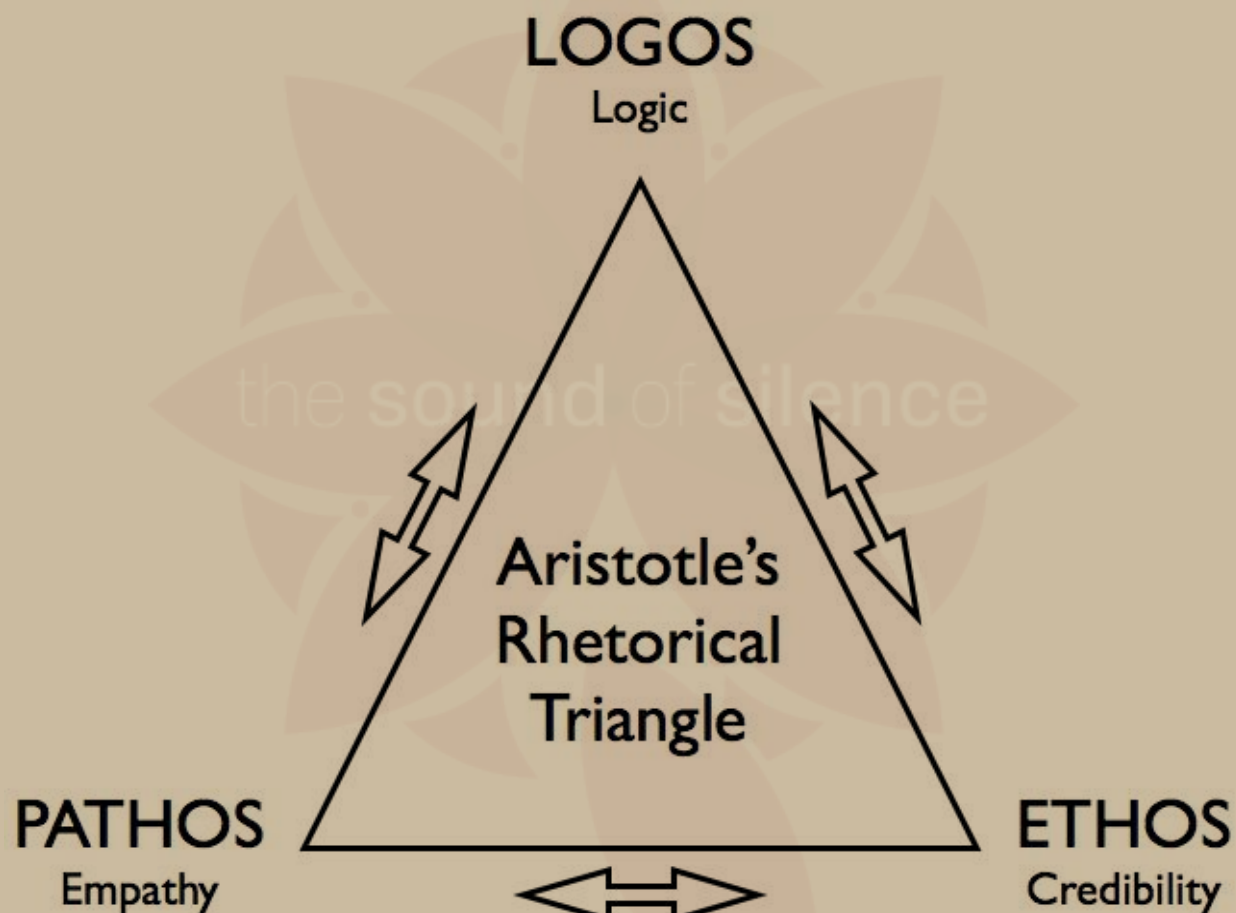 LOGOS
Logic
the sound of silence
Aristotle’s
Rhetorical
Triangle
PATHOS
Empathy
ETHOS
Credibility